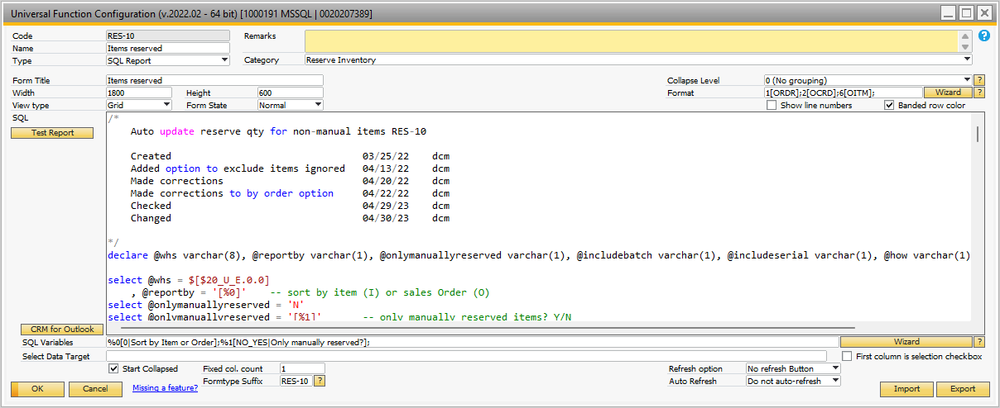 Universal Function Configuration (v.2022.02 - 64 bit) [1000191 MSSQL | 0020207389]
Code RES-10 Remarks
Name Items reserved
Type SQL Report Category Reserve Inventory
Form Title Items reserved Collapse Level 0 (No grouping) ?
Width 1800 Height 600 Format 1[ORDR];2[OCRD];6[OITM]; Wizard ?
View type Grid Form State Normal Show line numbers Banded row color
SQL
Test Report
/*
Auto update reserve qty for non-manual items RES-10
Created 03/25/22 dcm
Added option to exclude items ignored 04/13/22 dcm
Made corrections 04/20/22 dcm
Made corrections to by order option 04/22/22 dcm
Checked 04/29/23 dcm
Changed 04/30/23 dcm
*/
declare @whs varchar(8), @reportby varchar(1), @onlymanuallyreserved varchar(1), @includebatch varchar(1), @includeserial varchar(1), @how varchar(1)
select @whs = $[$20_U_E.0.0]
, @reportby = '[%0]' -- sort by item (I) or sales Order (O)
select @onlymanuallyreserved = 'N'
select @onlymanuallyreserved = '[%1]' -- only manually reserved items? Y/N
CRM for Outlook
SQL Variables %0[0|Sort by Item or Order];%1[NO_YES|Only manually reserved?]; Wizard ?
Select Data Target First column is selection checkbox
Start Collapsed Fixed col. count 1 Refresh option No refresh Button
Formtype Suffix RES-10 ? Auto Refresh Do not auto-refresh
OK Cancel Missing a feature? Import Export